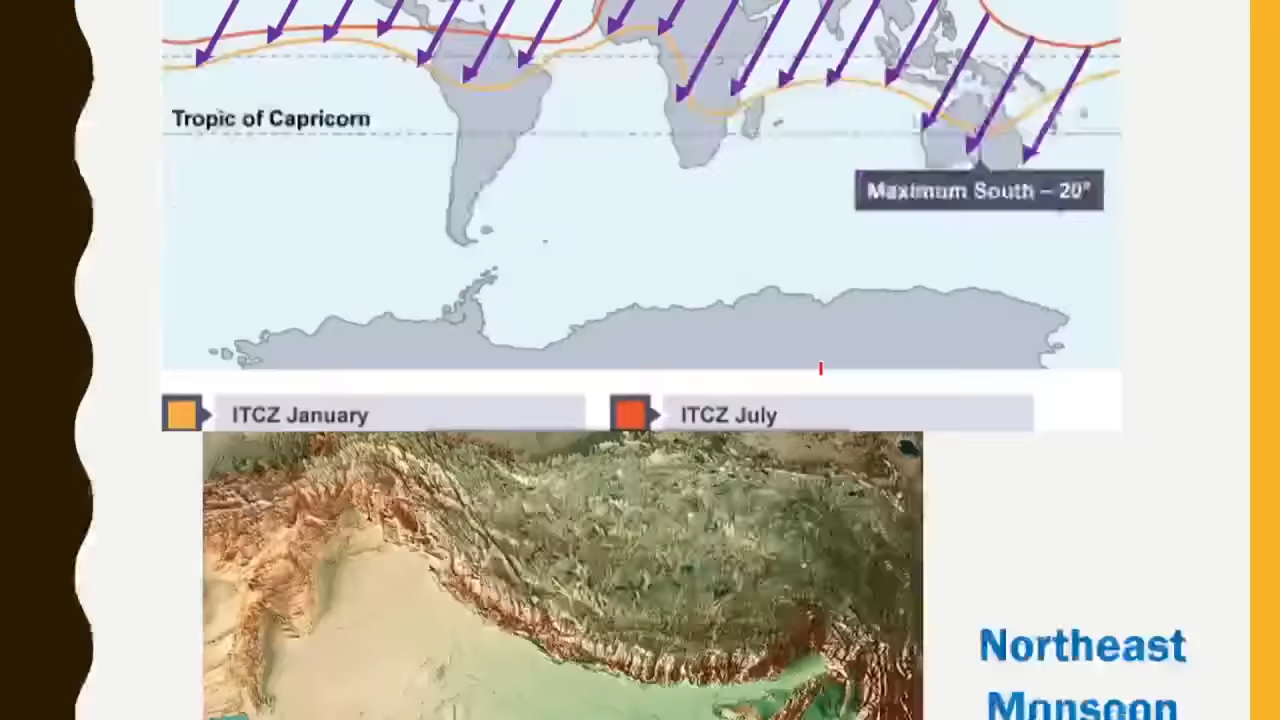 Tropic of Capricorn
Maximum South – 20°
ITCZ January
ITCZ July
Northeast
Monsoon